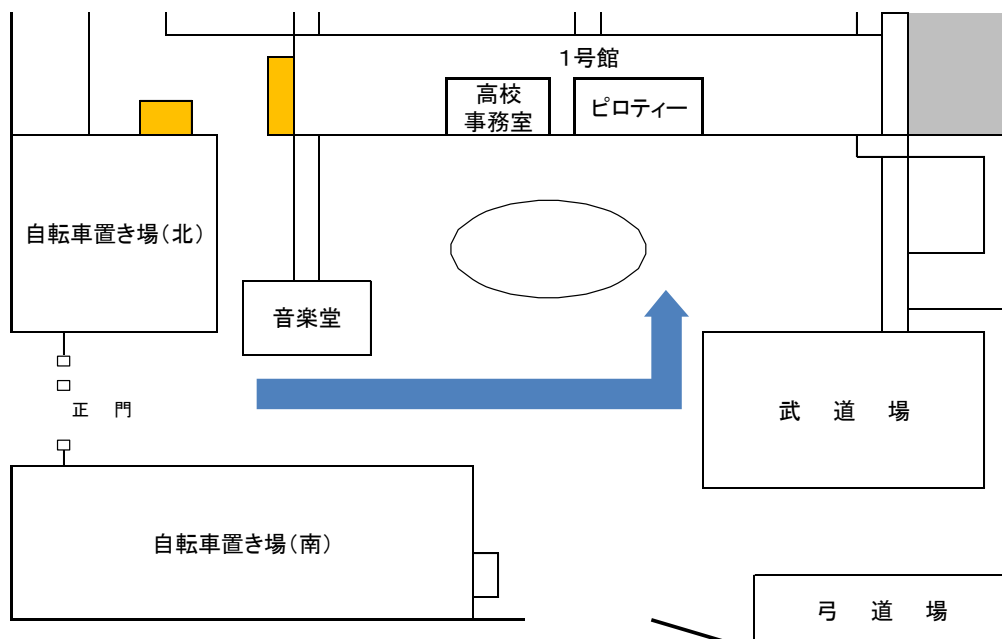 1号館
高校
事務室
ピロティー
自転車置き場(北)
音楽堂
正 門
武 道 場
自転車置き場(南)
弓 道 場